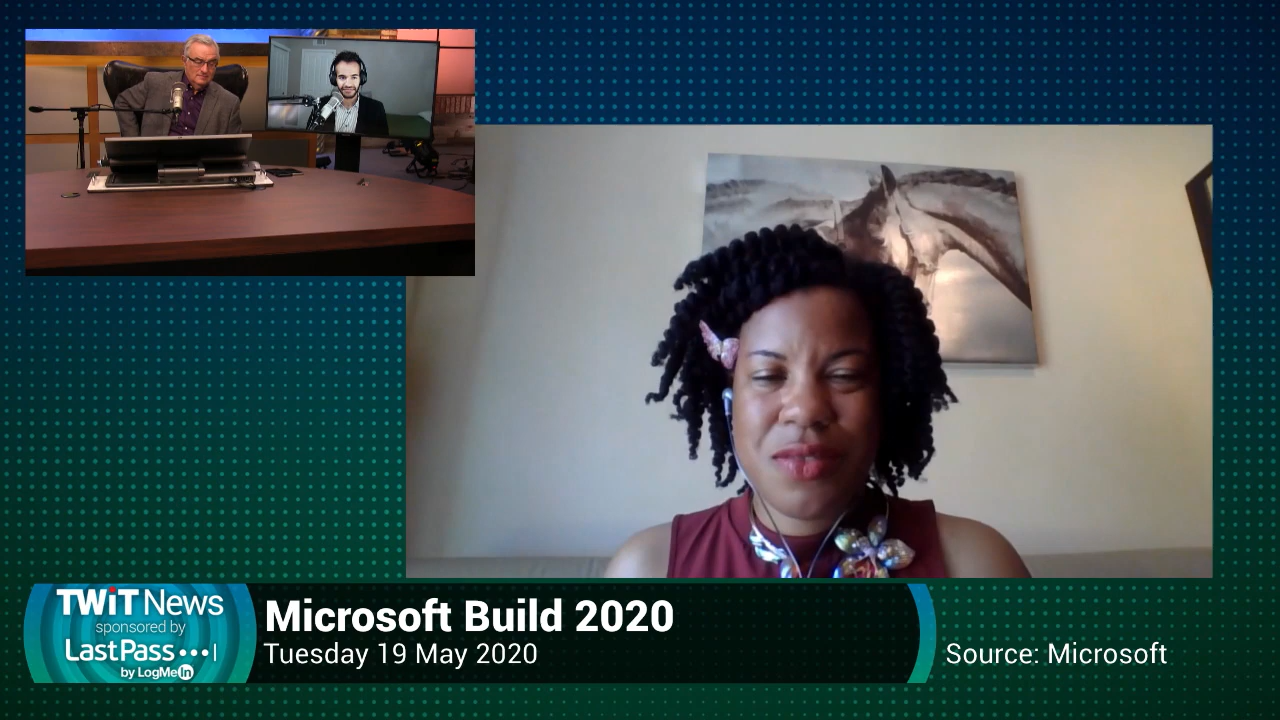 TWiT News
sponsored by
LastPass •••|
by LogMeIn
Microsoft Build 2020
Tuesday 19 May 2020
Source: Microsoft